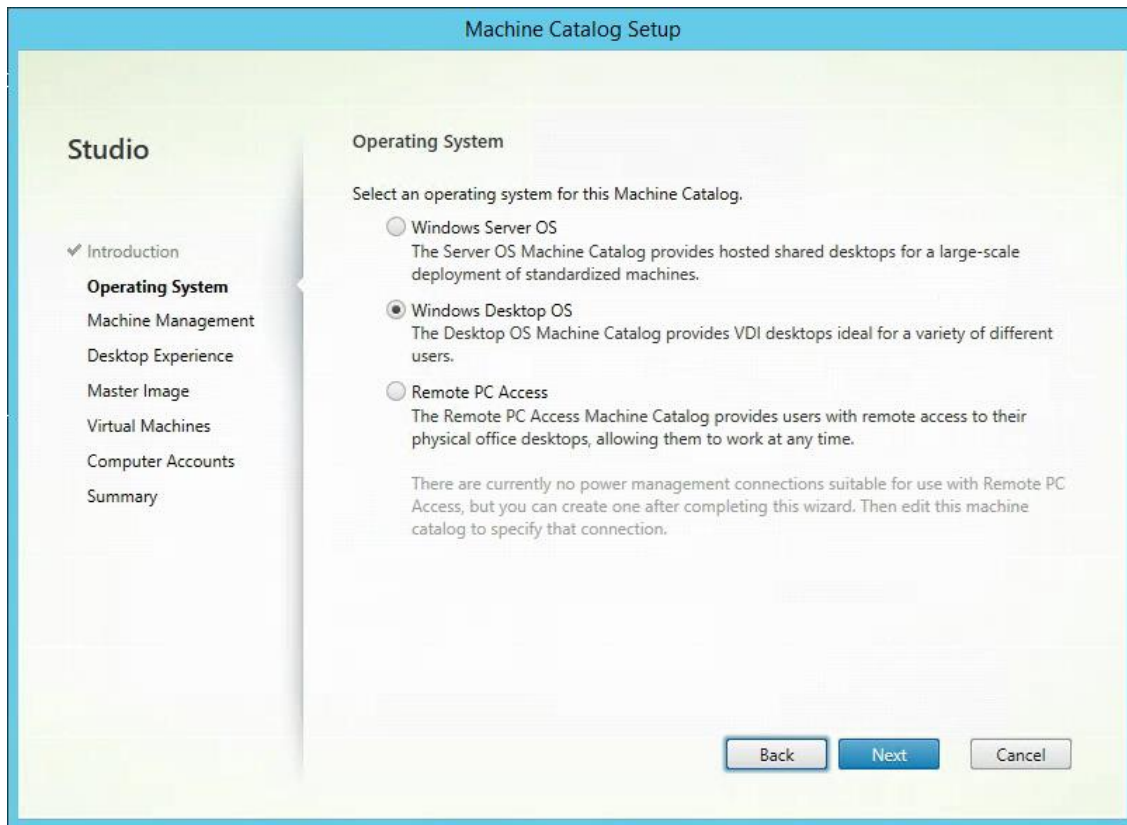 Machine Catalog Setup
Studio
Introduction
Operating System
Machine Management
Desktop Experience
Master Image
Virtual Machines
Computer Accounts
Summary
Operating System
Select an operating system for this Machine Catalog.
Windows Server OS
The Server OS Machine Catalog provides hosted shared desktops for a large-scale
deployment of standardized machines.
Windows Desktop OS
The Desktop OS Machine Catalog provides VDI desktops ideal for a variety of different
users.
Remote PC Access
The Remote PC Access Machine Catalog provides users with remote access to their
physical office desktops, allowing them to work at any time.
There are currently no power management connections suitable for use with Remote PC
Access, but you can create one after completing this wizard. Then edit this machine
catalog to specify that connection.
Back
Next
Cancel